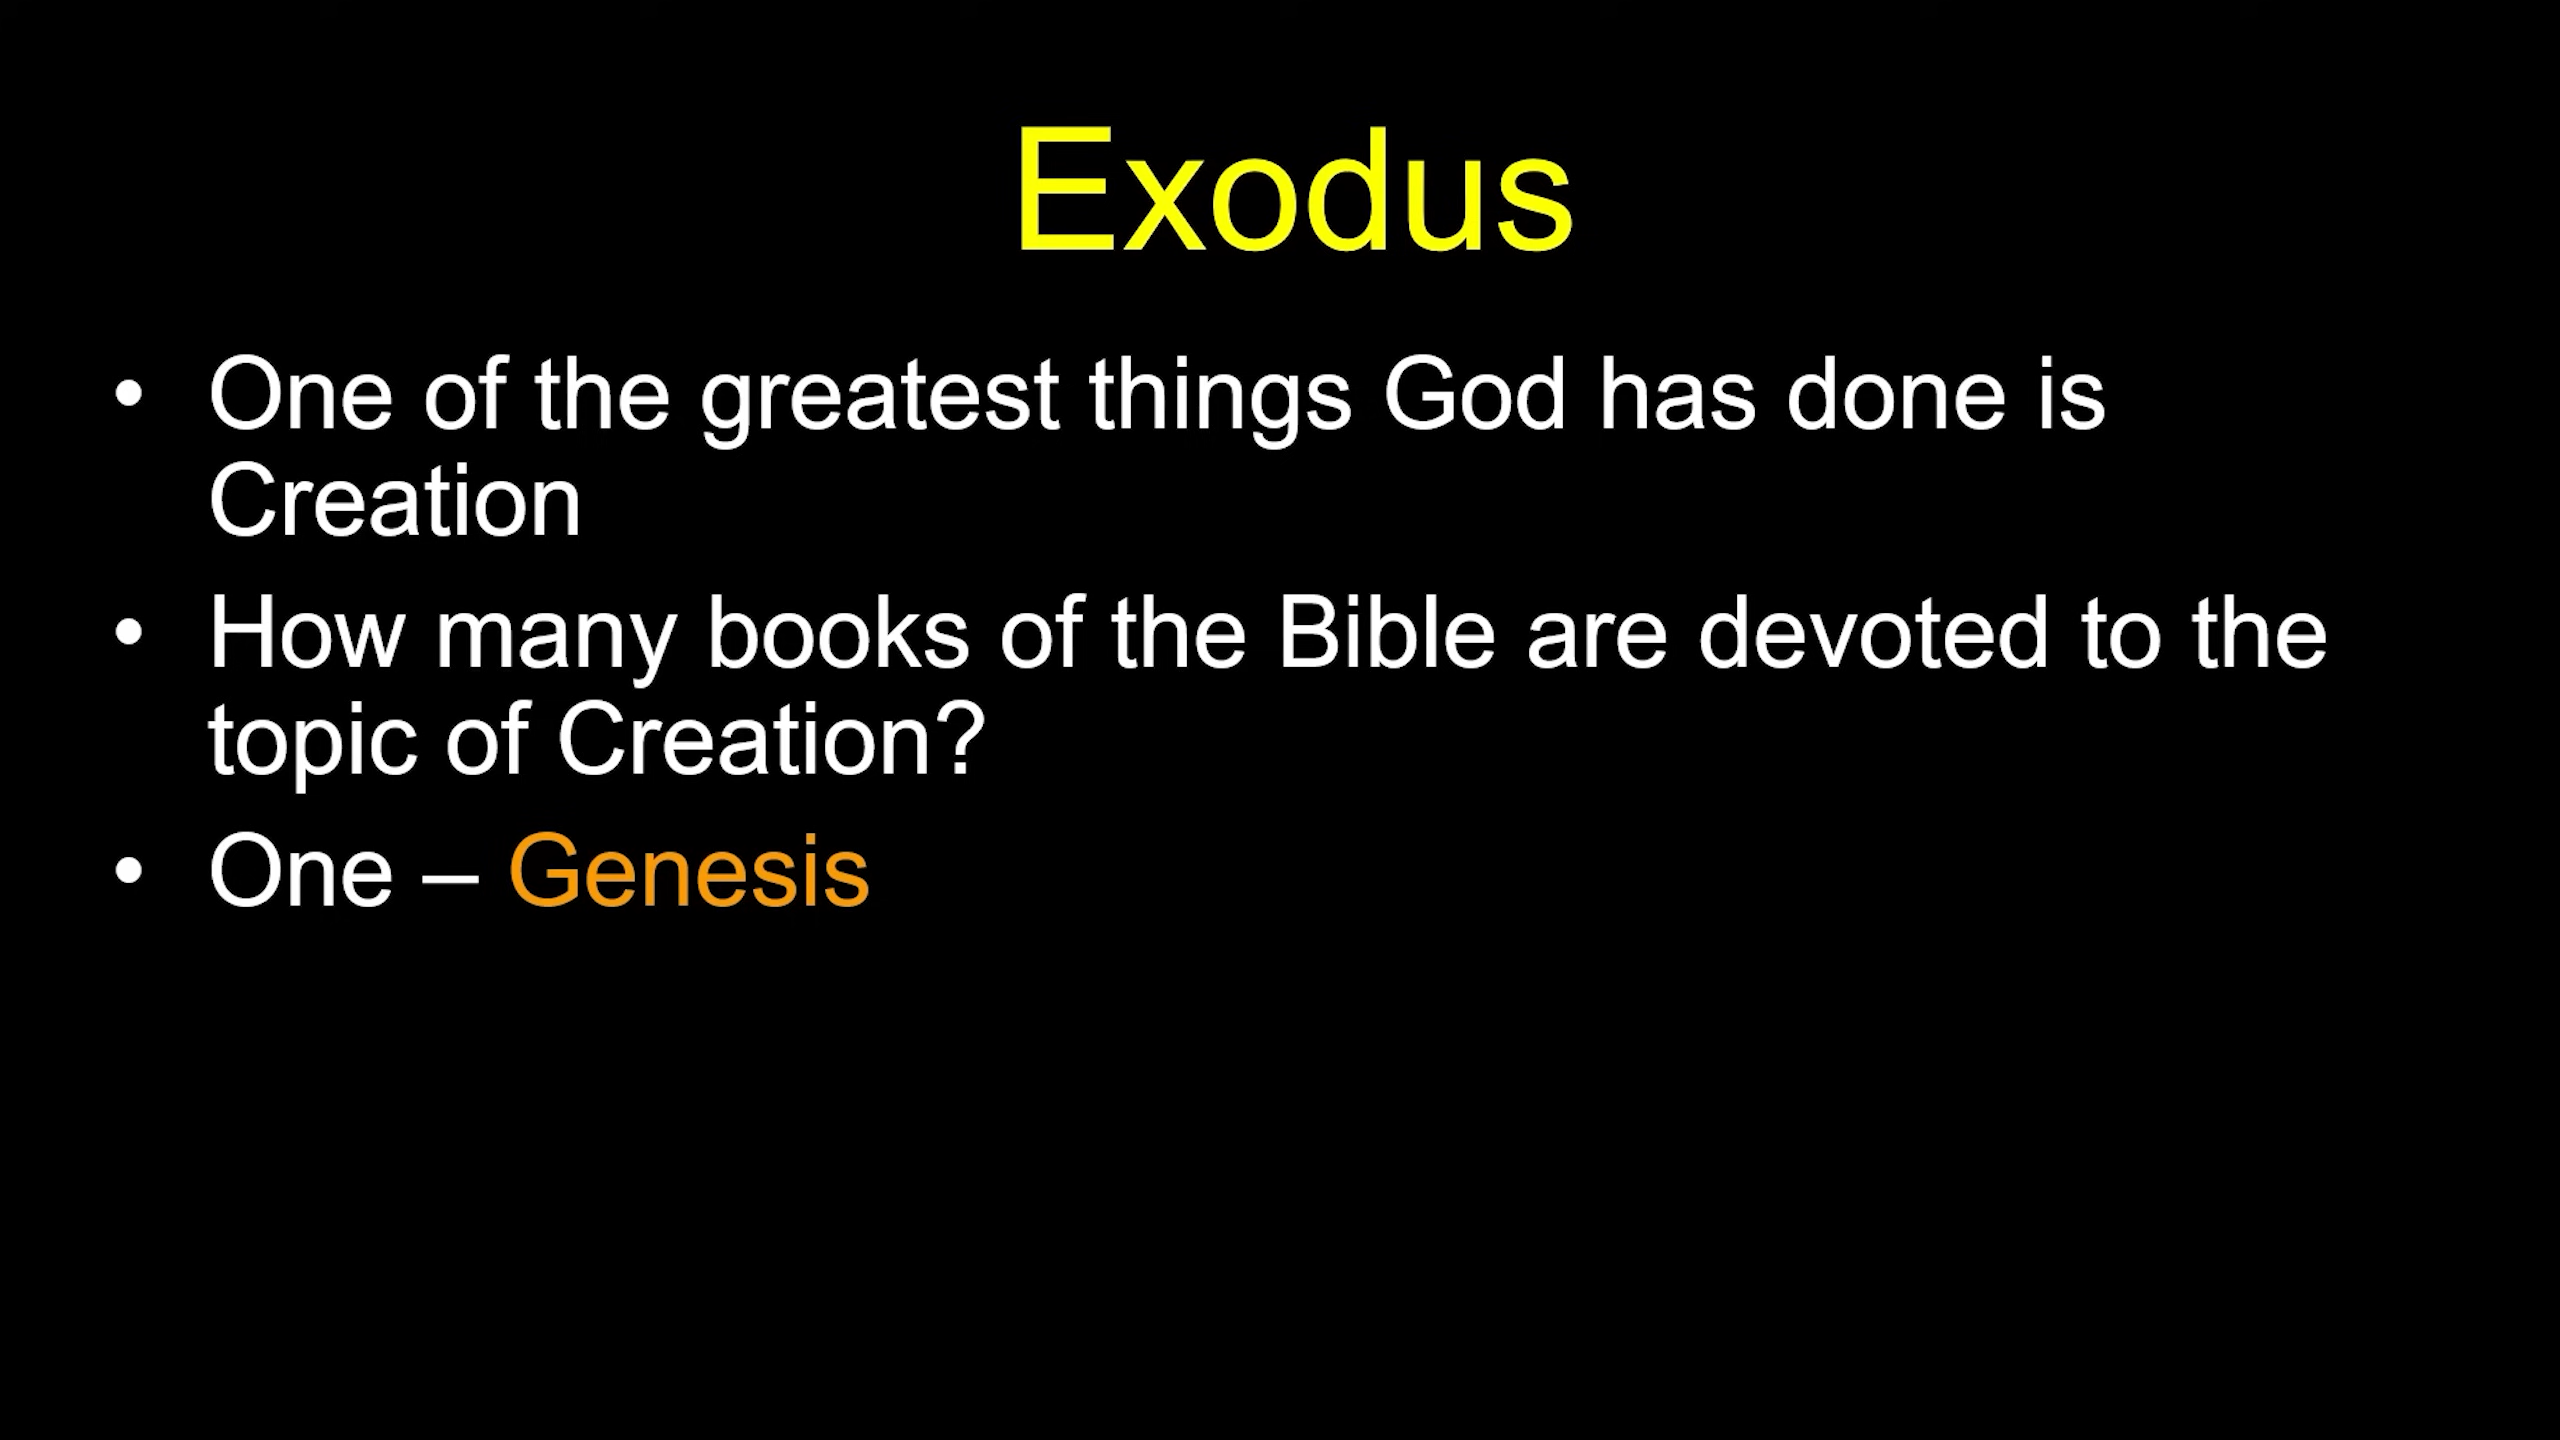 Exodus
• One of the greatest things God has done is
Creation
• How many books of the Bible are devoted to the
topic of Creation?
• One – Genesis